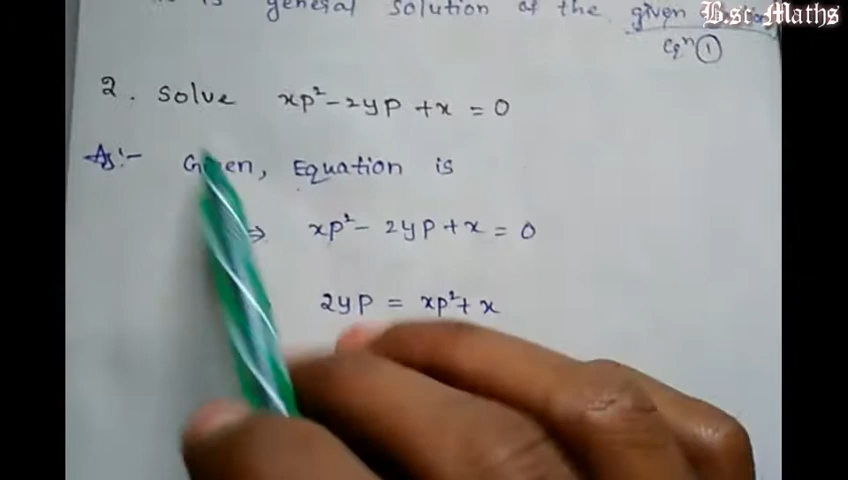 general solution of the given
B.sc Maths
Eqⁿ ①
2. Solve xp² - 2yp + x = 0
As:- Given, Equation is
⇒ xp² - 2yp + x = 0
2yp = xp² + x